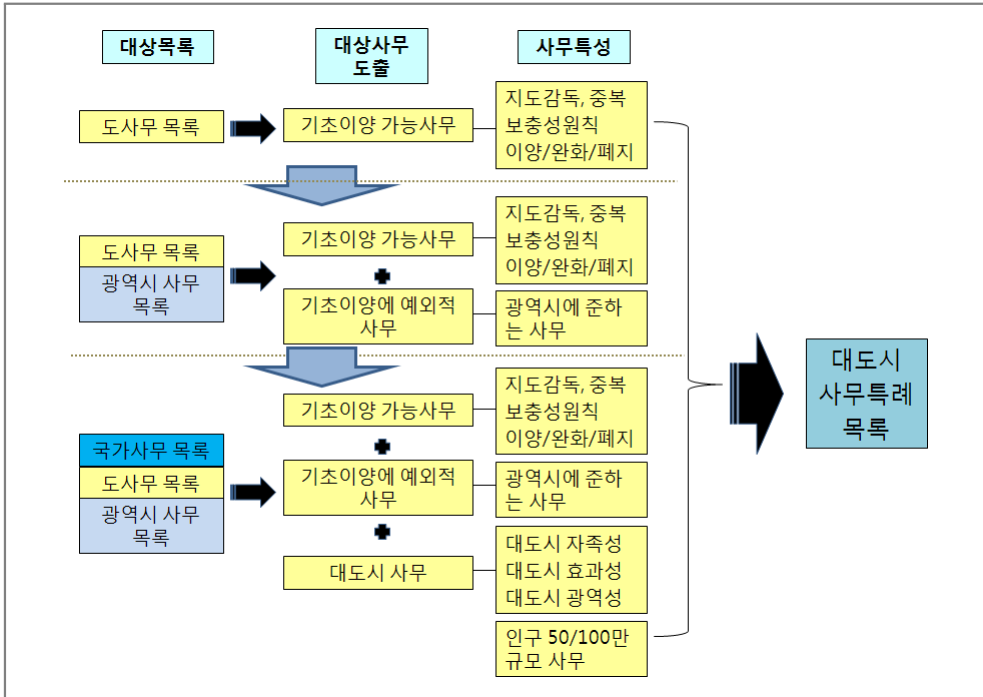 대상목록
대상사무
도출
사무특성
도사무 목록
기초이양 가능사무
지도감독, 중복
보충성원칙
이양/완화/폐지
도사무 목록
광역시 사무
목록
기초이양 가능사무
지도감독, 중복
보충성원칙
이양/완화/폐지
기초이양에 예외적
사무
광역시에 준하
는 사무
국가사무 목록
도사무 목록
광역시 사무
목록
기초이양 가능사무
지도감독, 중복
보충성원칙
이양/완화/폐지
기초이양에 예외적
사무
광역시에 준하
는 사무
대도시 사무
대도시 자족성
대도시 효과성
대도시 광역성
인구 50/100만
규모 사무
대도시
사무특례
목록